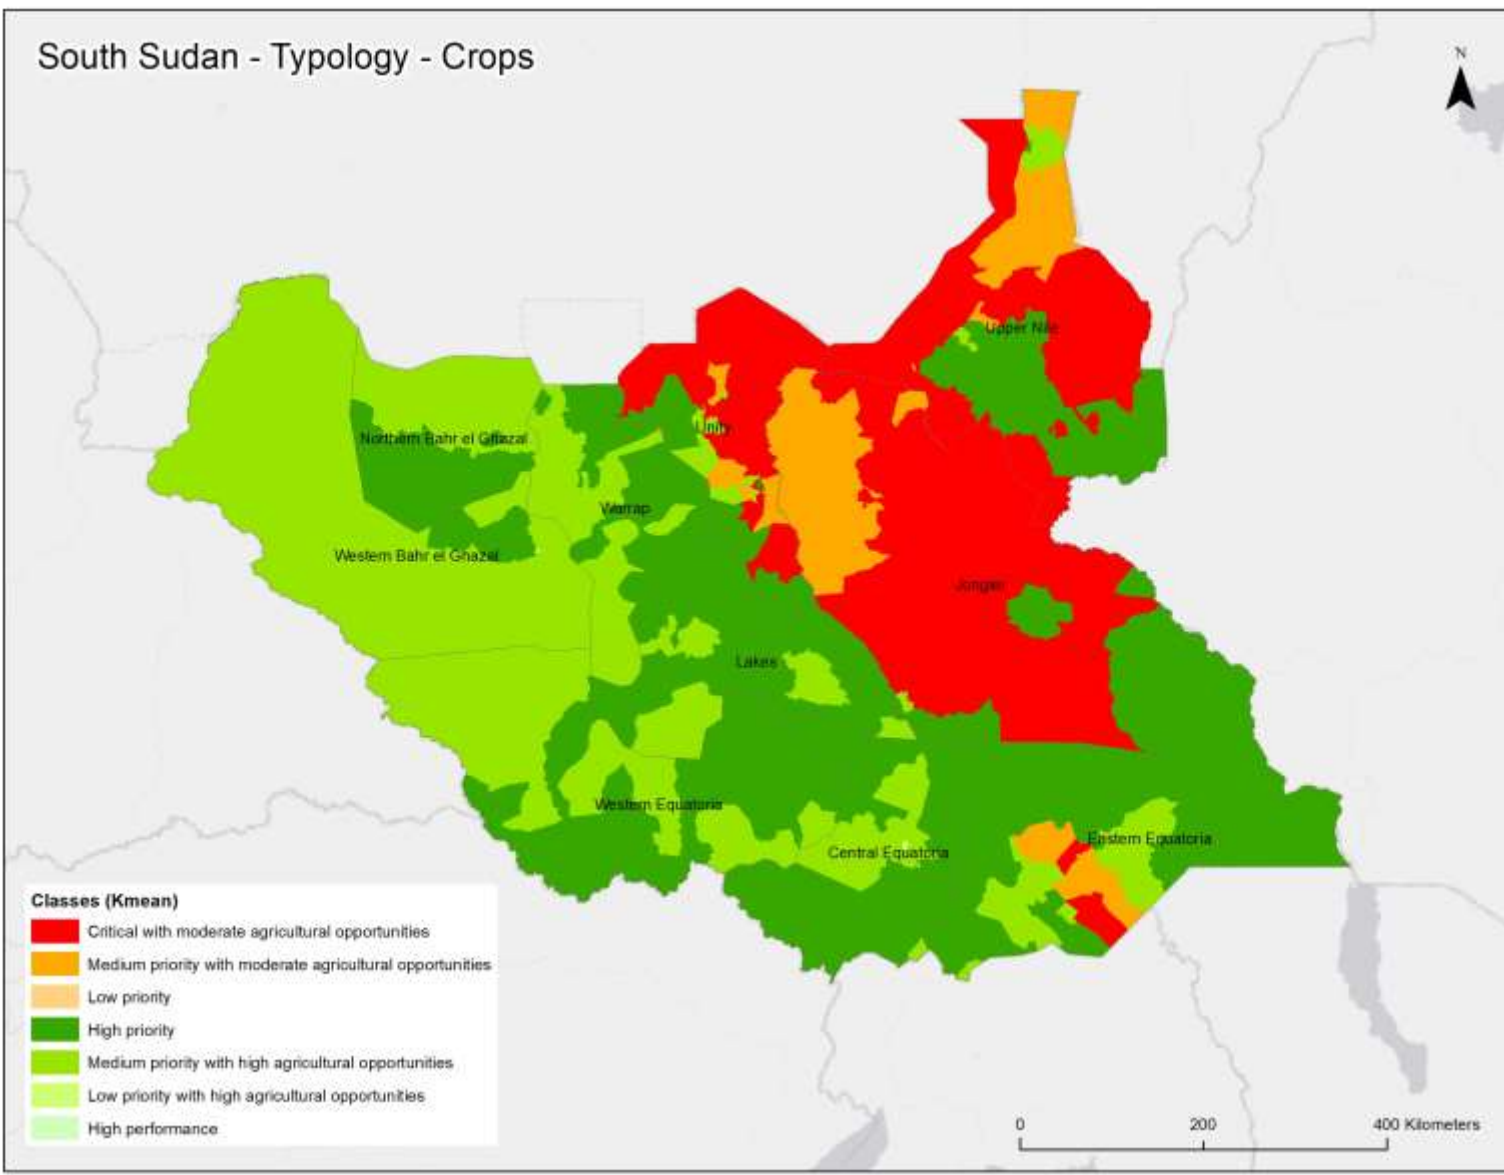 South Sudan - Typology - Crops
N
Upper Nile
Northern Bahr el Ghazal
Unity
Warrap
Western Bahr el Ghazal
Jonglei
Lakes
Western Equatoria
Central Equatoria
Eastern Equatoria
Classes (Kmean)
Critical with moderate agricultural opportunities
Medium priority with moderate agricultural opportunities
Low priority
High priority
Medium priority with high agricultural opportunities
Low priority with high agricultural opportunities
High performance
0 200 400 Kilometers